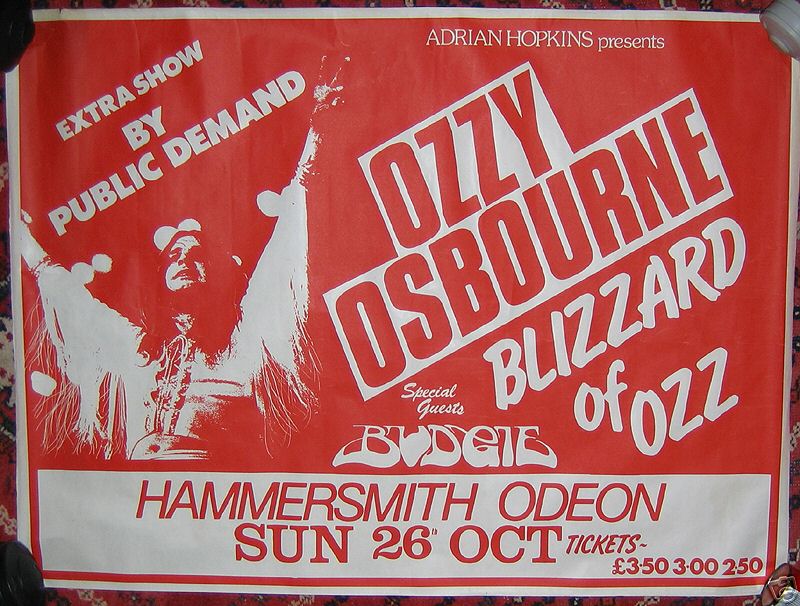 ADRIAN HOPKINS presents
EXTRA SHOW
BY
PUBLIC DEMAND
OZZY
OSBOURNE
BLIZZARD
of OZZ
Special
Guests
BUDGIE
HAMMERSMITH ODEON
SUN 26th OCT TICKETS~
£3·50 3·00 2·50